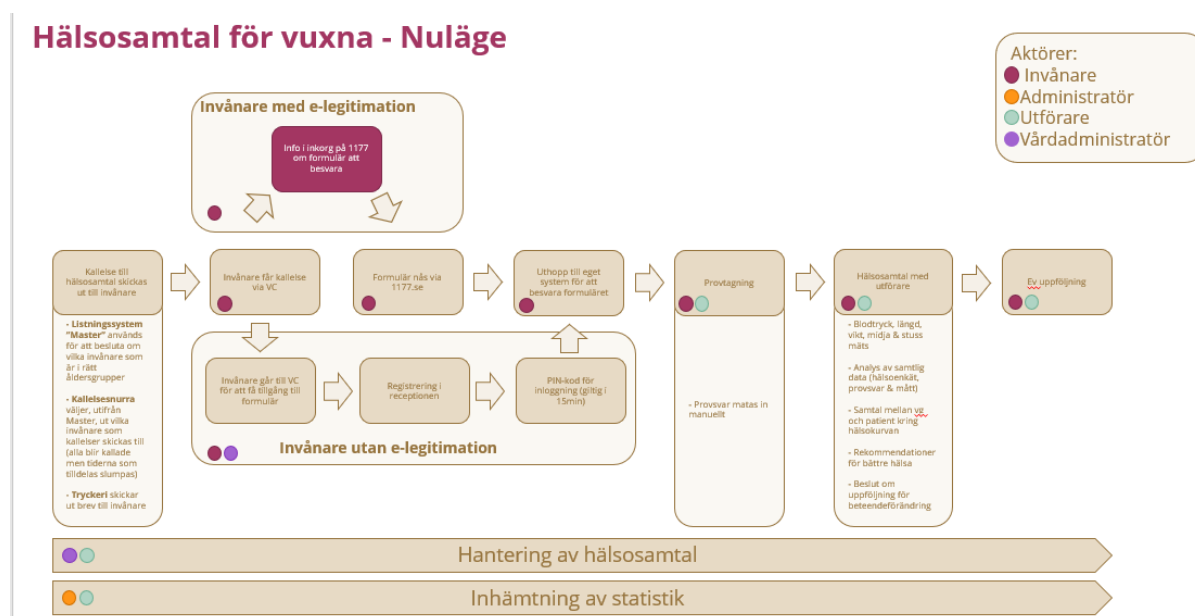 Hälsosamtal för vuxna - Nuläge
Aktörer:
Invånare
Administratör
Utförare
Vårdadministratör
Invånare med e-legitimation
Info i inkorg på 1177
om formulär att
besvara
Kallelse till
hälsosamtal skickas
ut till invånare
Invånare får kallelse
via VC
Formulär nås via
1177.se
Uthopp till eget
system för att
besvara formuläret
Provtagning
Hälsosamtal med
utförare
Ev uppföljning
- Listningssystem
"Master" används
för att besluta om
vilka invånare som
är i rätt
åldersgrupper
- Kallelsesnurra
väljer, utifrån
Master, ut vilka
invånare som
kallelser skickas till
(alla blir kallade
men tiderna som
tilldelas slumpas)
- Tryckeri skickar
ut brev till invånare
Invånare går till VC
för att få tillgång till
formulär
Registrering i
receptionen
PIN-kod för
inloggning (giltig i
15min)
Invånare utan e-legitimation
- Provsvar matas in
manuellt
- Blodtryck, längd,
vikt, midja & stuss
mäts
- Analys av samtlig
data (hälsoenkät,
provsvar & mått)
- Samtal mellan vg
och patient kring
hälsokurvan
- Rekommendationer
för bättre hälsa
- Beslut om
uppföljning för
beteendeförändring
Hantering av hälsosamtal
Inhämtning av statistik